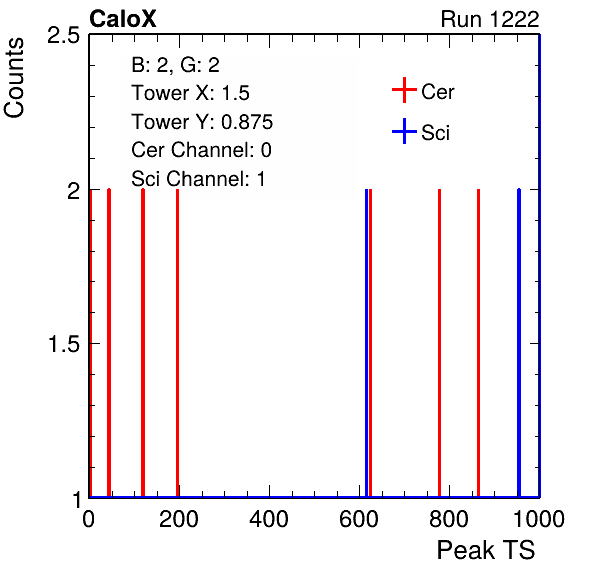 CaloX Run 1222
Counts
2.5
2
1.5
1
B: 2, G: 2
Tower X: 1.5
Tower Y: 0.875
Cer Channel: 0
Sci Channel: 1
Cer
Sci
0 200 400 600 800 1000
Peak TS